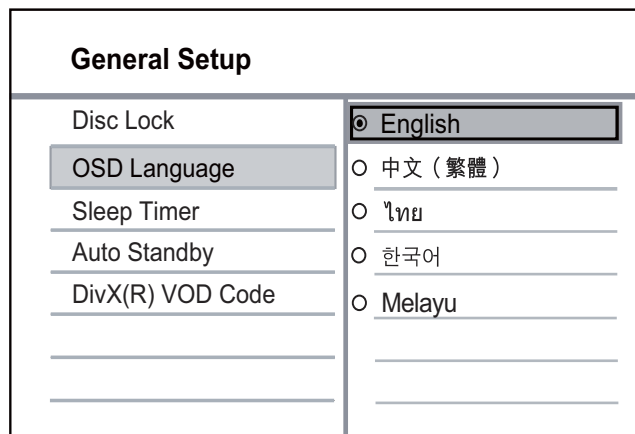 General Setup
Disc Lock
OSD Language
Sleep Timer
Auto Standby
DivX(R) VOD Code
English
中文（繁體）
ไทย
한국어
Melayu